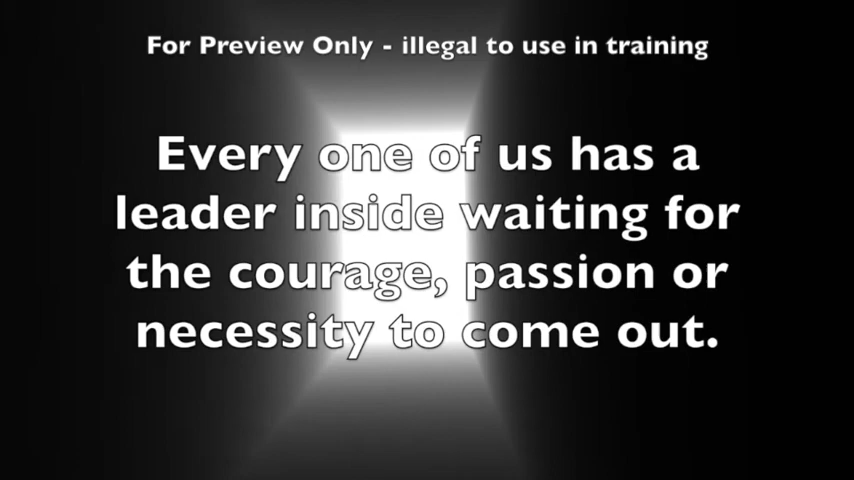 For Preview Only - illegal to use in training
Every one of us has a
leader inside waiting for
the courage, passion or
necessity to come out.